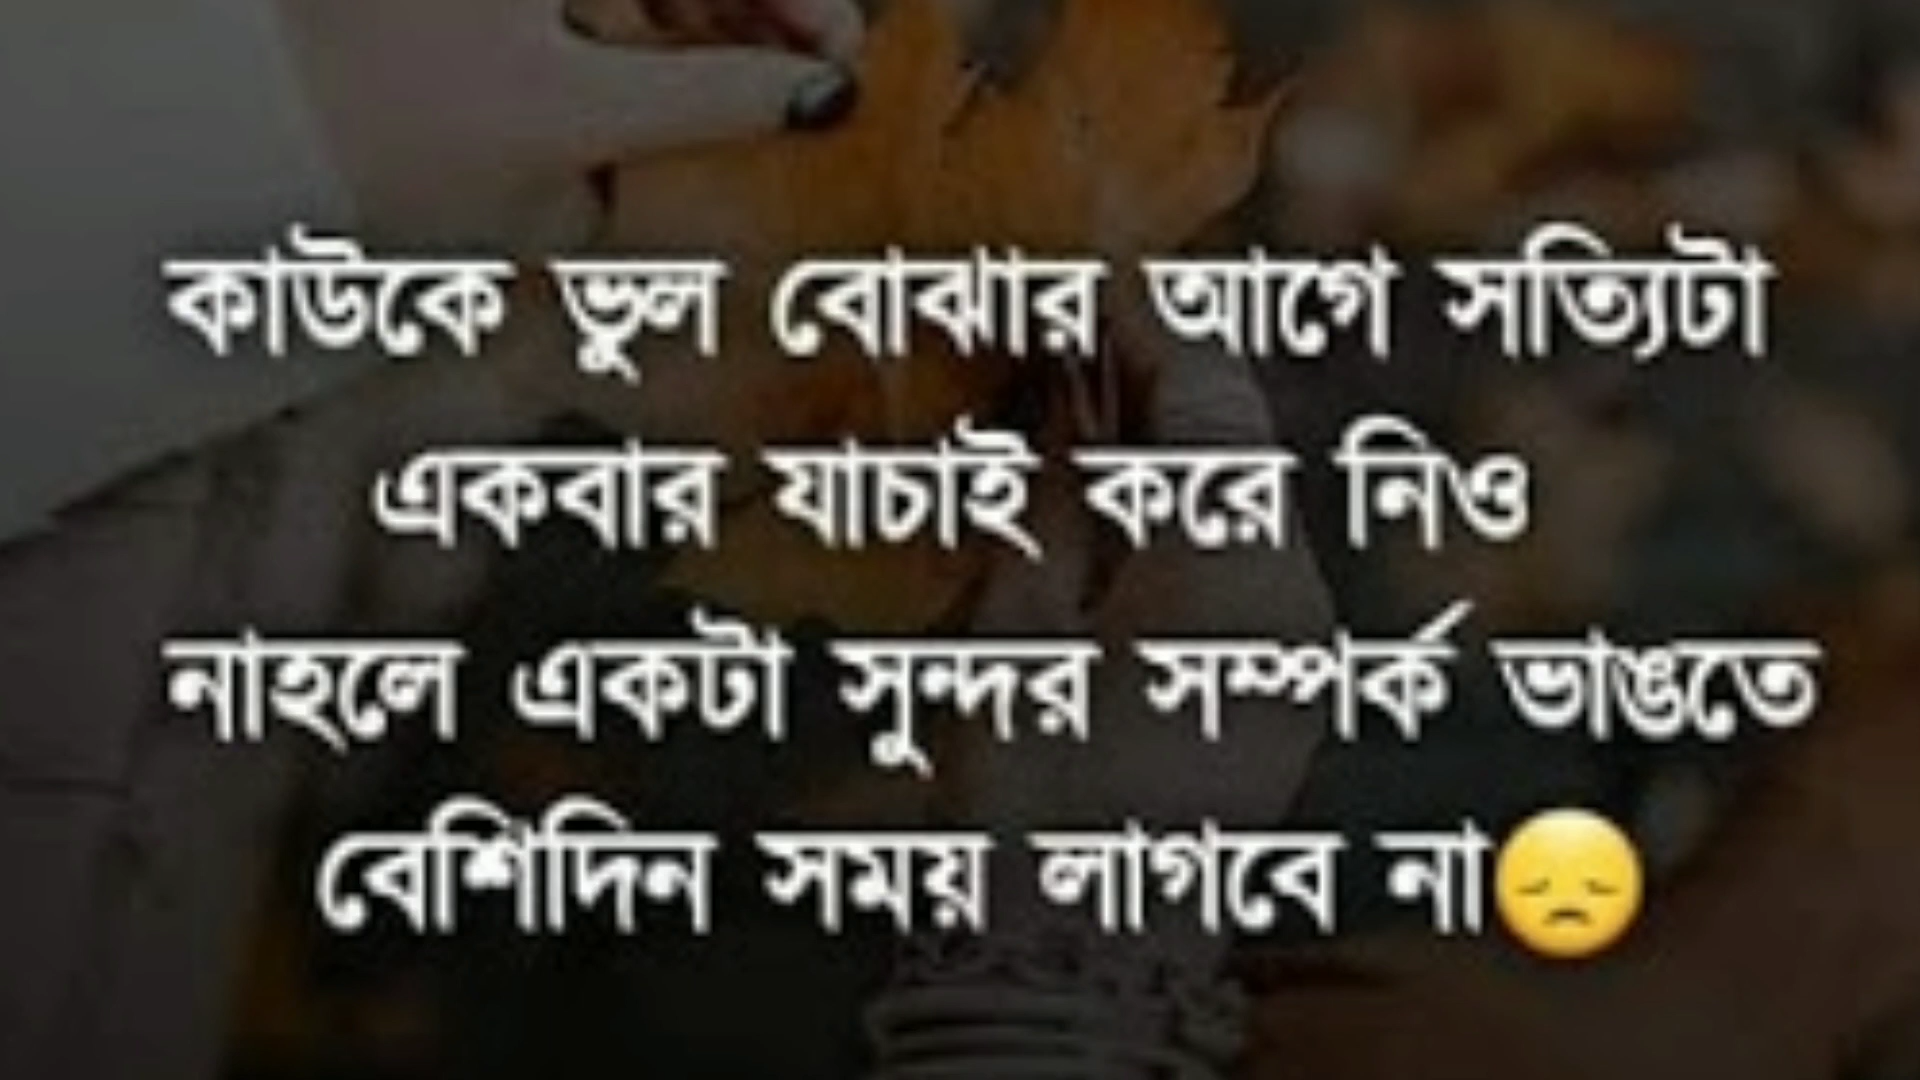 কাউকে ভুল বোঝার আগে সত্যিটা
একবার যাচাই করে নিও
নাহলে একটা সুন্দর সম্পর্ক ভাঙতে
বেশিদিন সময় লাগবে না😞